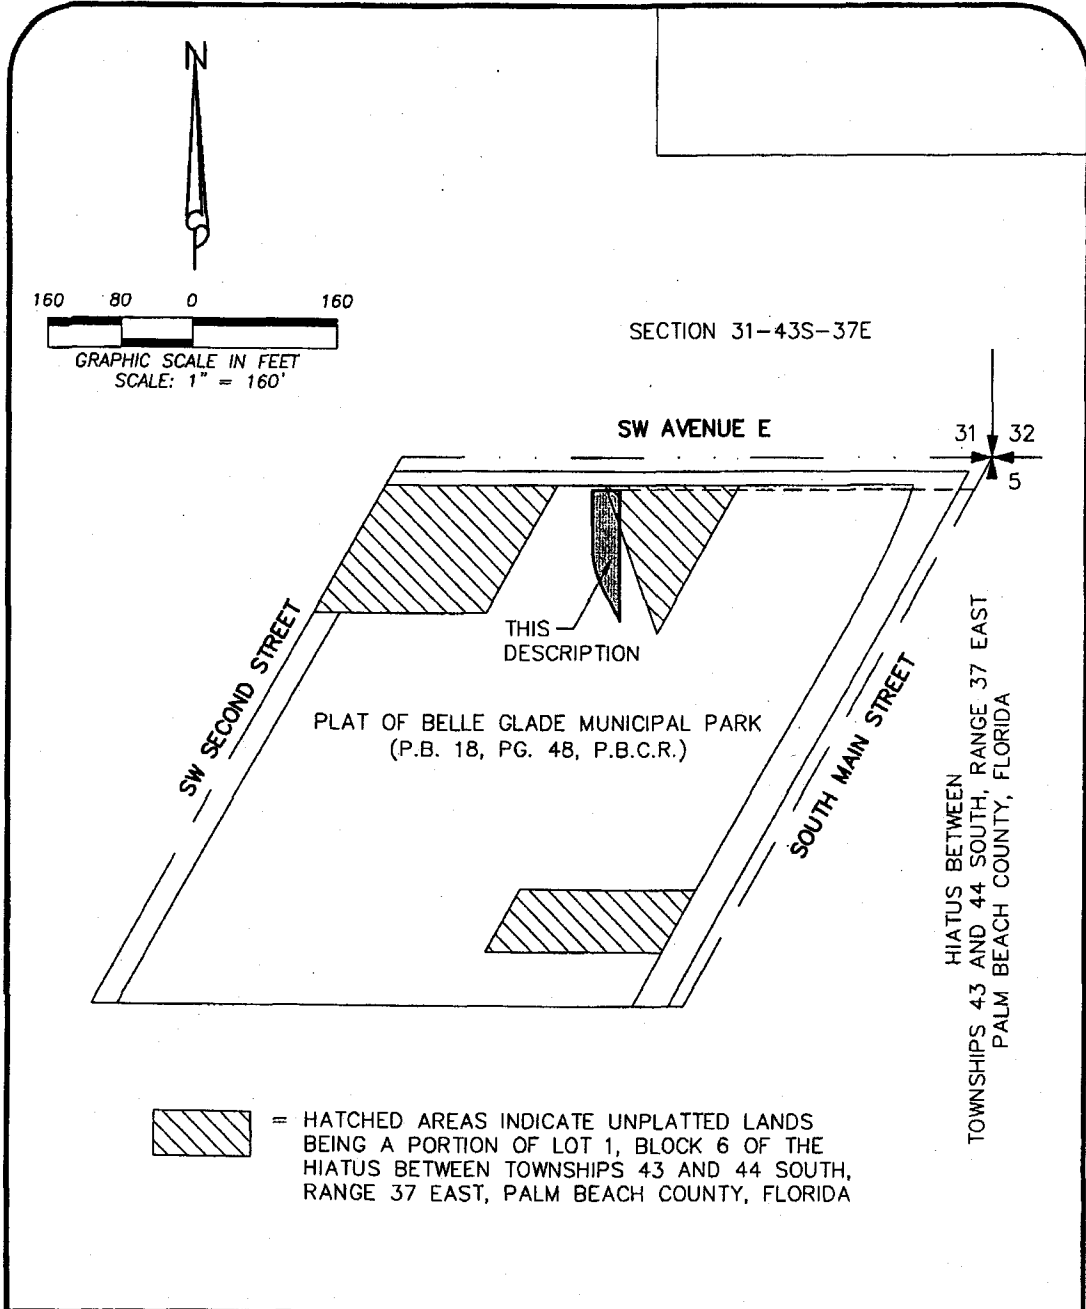 N
160 80 0 160
GRAPHIC SCALE IN FEET
SCALE: 1" = 160'
SECTION 31-43S-37E
SW AVENUE E
31 32
5
THIS
DESCRIPTION
SW SECOND STREET
PLAT OF BELLE GLADE MUNICIPAL PARK
(P.B. 18, PG. 48, P.B.C.R.)
SOUTH MAIN STREET
HIATUS BETWEEN
TOWNSHIPS 43 AND 44 SOUTH, RANGE 37 EAST
PALM BEACH COUNTY, FLORIDA
= HATCHED AREAS INDICATE UNPLATTED LANDS
BEING A PORTION OF LOT 1, BLOCK 6 OF THE
HIATUS BETWEEN TOWNSHIPS 43 AND 44 SOUTH,
RANGE 37 EAST, PALM BEACH COUNTY, FLORIDA